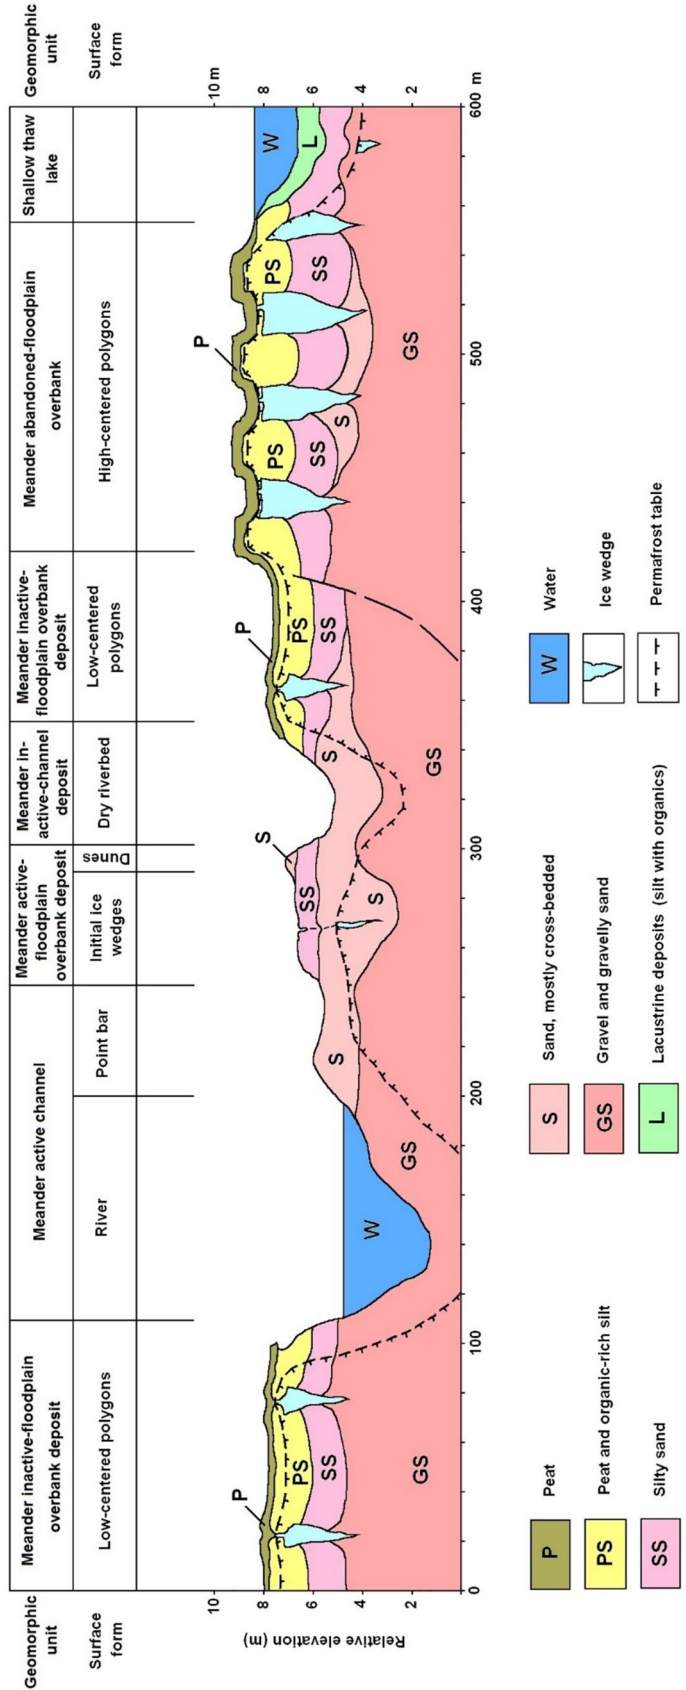 Geomorphic
unit
Meander inactive-floodplain
overbank deposit
Meander active channel
Meander active-
floodplain
overbank deposit
Meander in-
active-channel
deposit
Meander inactive-
floodplain overbank
deposit
Meander abandoned-floodplain
overbank
Shallow thaw
lake
Geomorphic
unit
Surface
form
Low-centered polygons
River
Point bar
Initial ice
wedges
Dunes
Dry riverbed
Low-centered
polygons
High-centered polygons
Surface
form
Relative elevation (m)
10
8
6
4
2
0
P
PS
SS
GS
W
GS
S
SS
S
S
S
GS
P
PS
SS
P
PS
SS
S
GS
PS
SS
W
L
10 m
8
6
4
2
0
100
200
300
400
500
600 m
P
Peat
S
Sand, mostly cross-bedded
W
Water
PS
Peat and organic-rich silt
GS
Gravel and gravelly sand
Ice wedge
SS
Silty sand
L
Lacustrine deposits (silt with organics)
Permafrost table